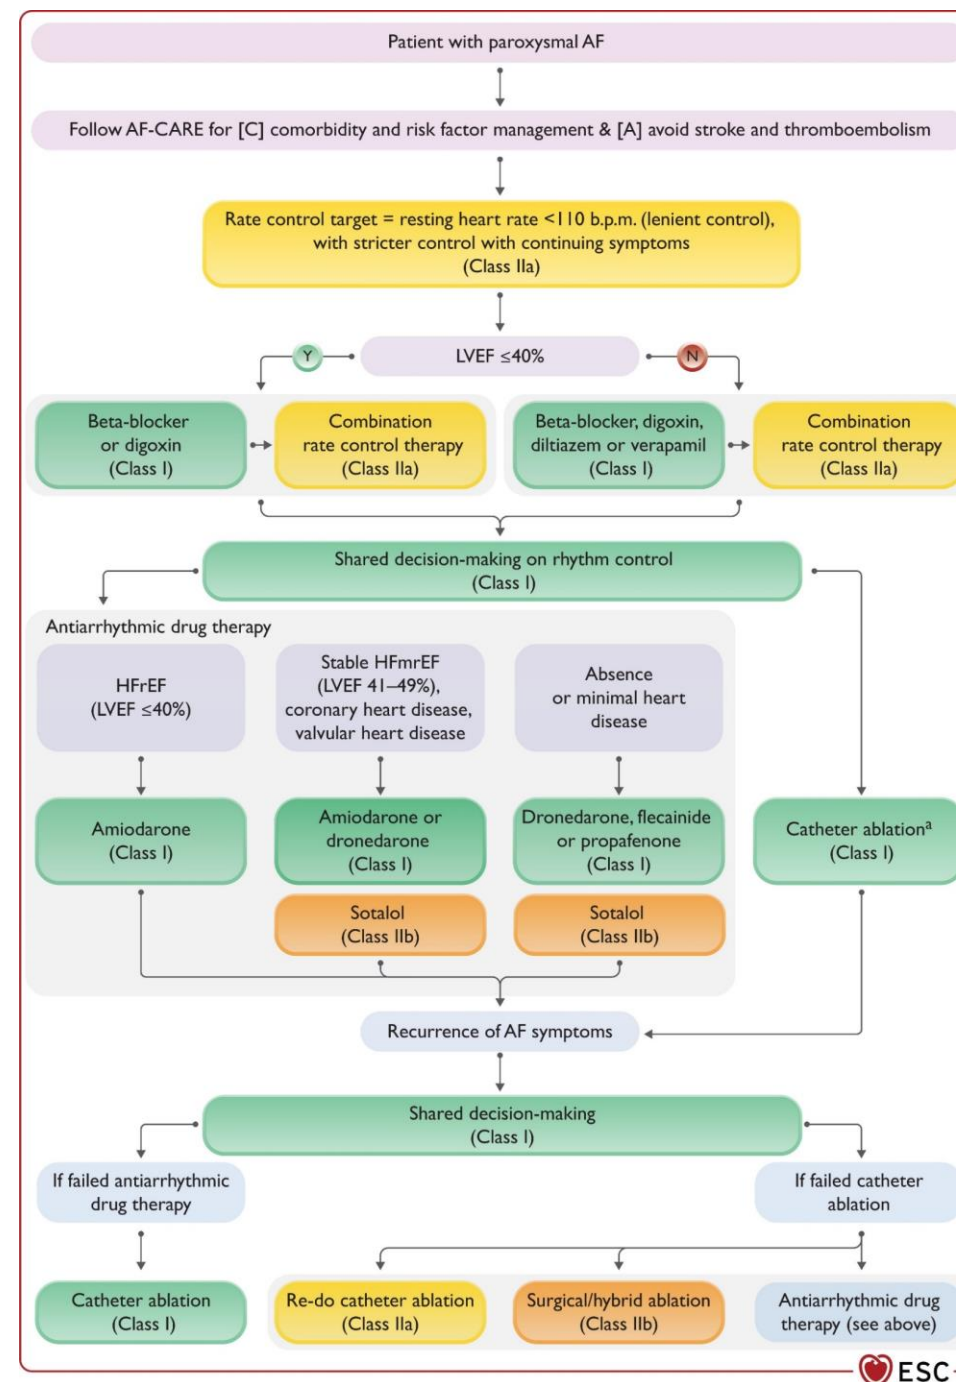 Patient with paroxysmal AF
Follow AF-CARE for [C] comorbidity and risk factor management & [A] avoid stroke and thromboembolism
Rate control target = resting heart rate <110 b.p.m. (lenient control),
with stricter control with continuing symptoms
(Class IIa)
Y
LVEF ≤40%
N
Beta-blocker
or digoxin
(Class I)
Combination
rate control therapy
(Class IIa)
Beta-blocker, digoxin,
diltiazem or verapamil
(Class I)
Combination
rate control therapy
(Class IIa)
Shared decision-making on rhythm control
(Class I)
Antiarrhythmic drug therapy
HFrEF
(LVEF ≤40%)
Stable HFmrEF
(LVEF 41–49%),
coronary heart disease,
valvular heart disease
Absence
or minimal heart
disease
Amiodarone
(Class I)
Amiodarone or
dronedarone
(Class I)
Dronedarone, flecainide
or propafenone
(Class I)
Catheter ablationᵃ
(Class I)
Sotalol
(Class IIb)
Sotalol
(Class IIb)
Recurrence of AF symptoms
Shared decision-making
(Class I)
If failed antiarrhythmic
drug therapy
If failed catheter
ablation
Catheter ablation
(Class I)
Re-do catheter ablation
(Class IIa)
Surgical/hybrid ablation
(Class IIb)
Antiarrhythmic drug
therapy (see above)
ESC